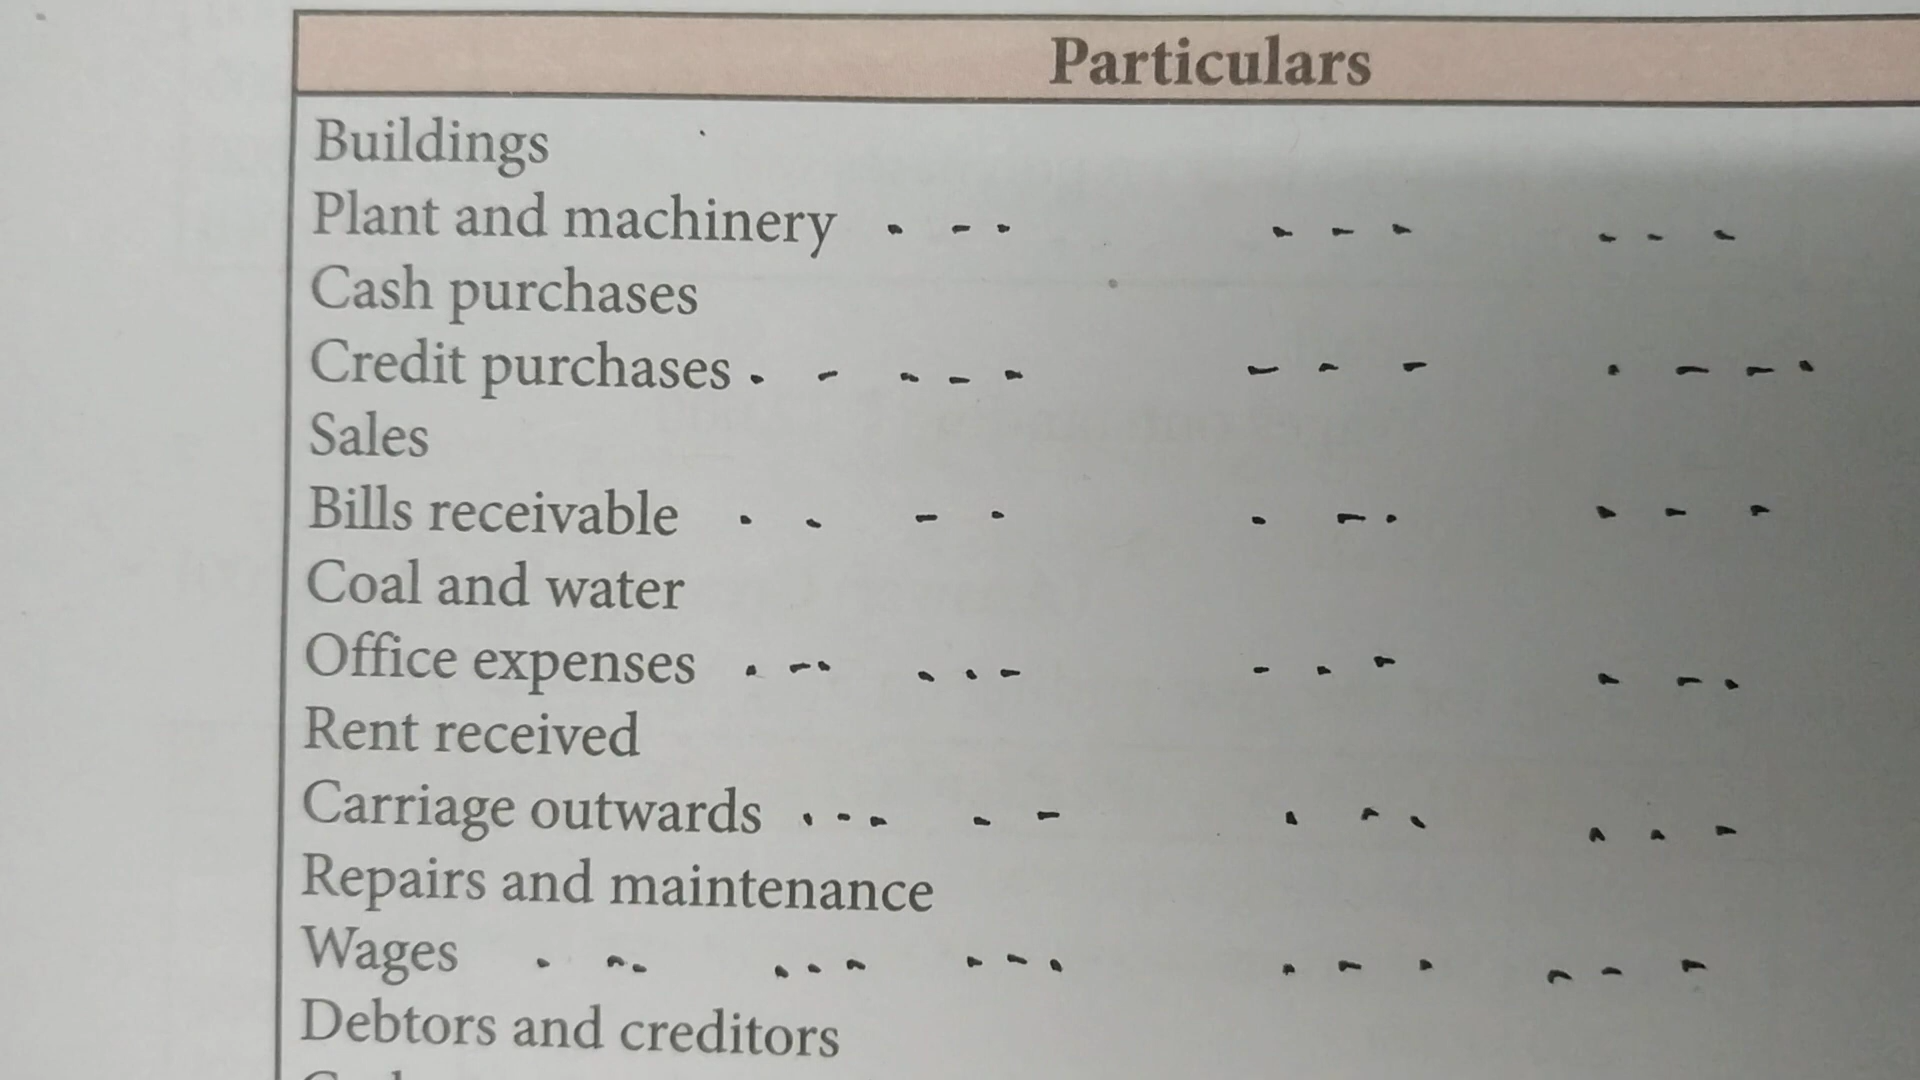 Particulars
Buildings
Plant and machinery
Cash purchases
Credit purchases
Sales
Bills receivable
Coal and water
Office expenses
Rent received
Carriage outwards
Repairs and maintenance
Wages
Debtors and creditors